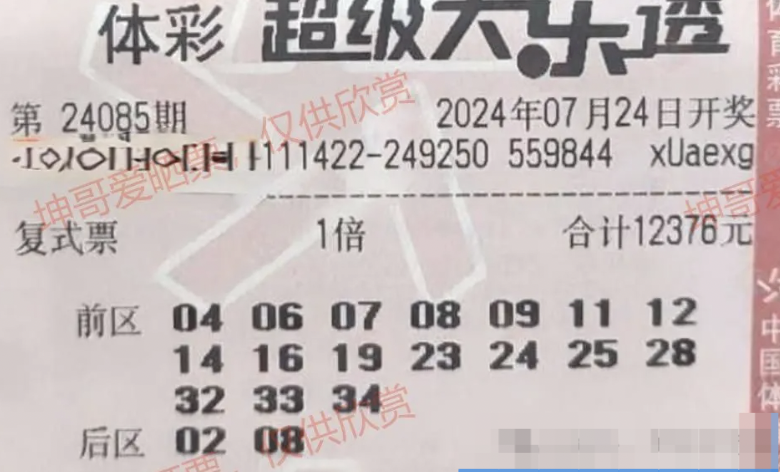 体彩 超级大乐透
第 24085期 2024年07月24日开奖
111422-249250 559844 xUaexg
复式票 1倍 合计12376元
前区 04 06 07 08 09 11 12
14 16 19 23 24 25 28
32 33 34
后区 02 08
坤哥爱晒票，仅供欣赏
仅供欣赏
体育彩票
中国体